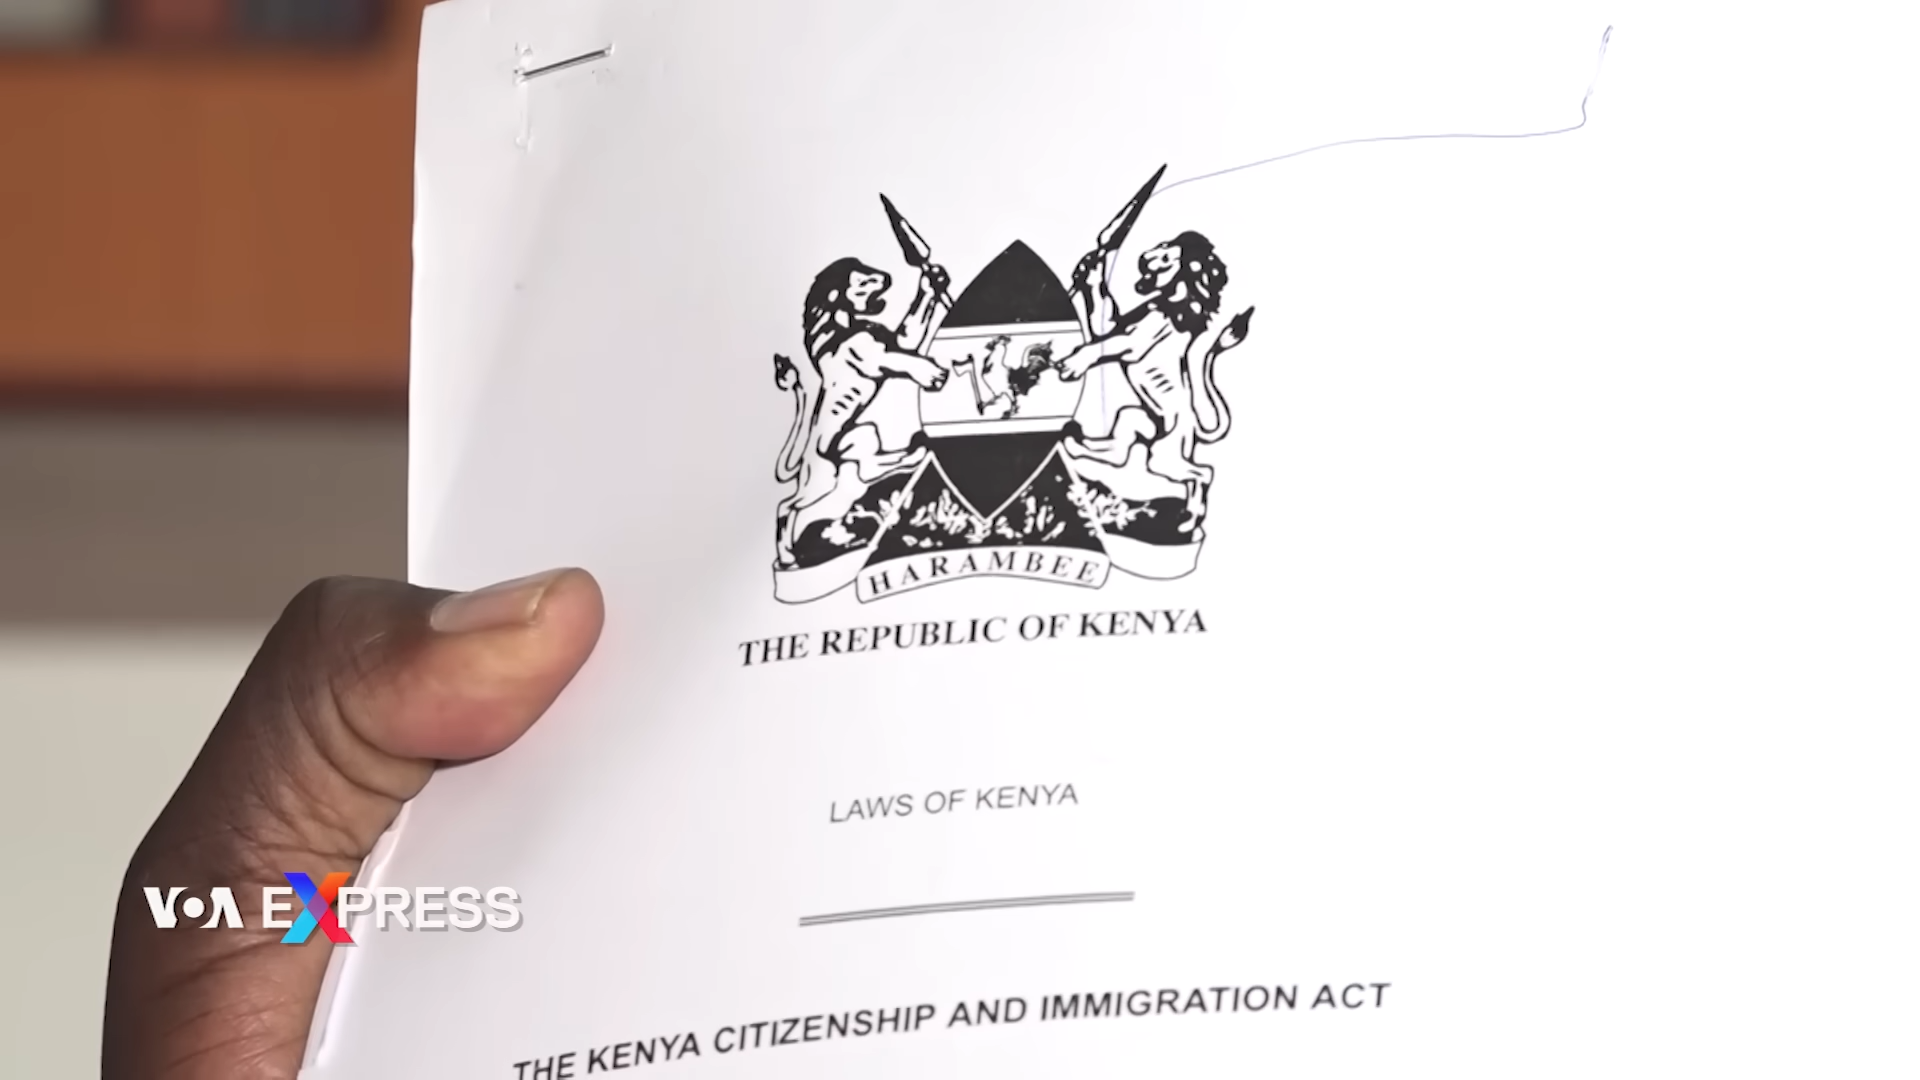 HARAMBEE
THE REPUBLIC OF KENYA
LAWS OF KENYA
VOA EXPRESS
THE KENYA CITIZENSHIP AND IMMIGRATION ACT